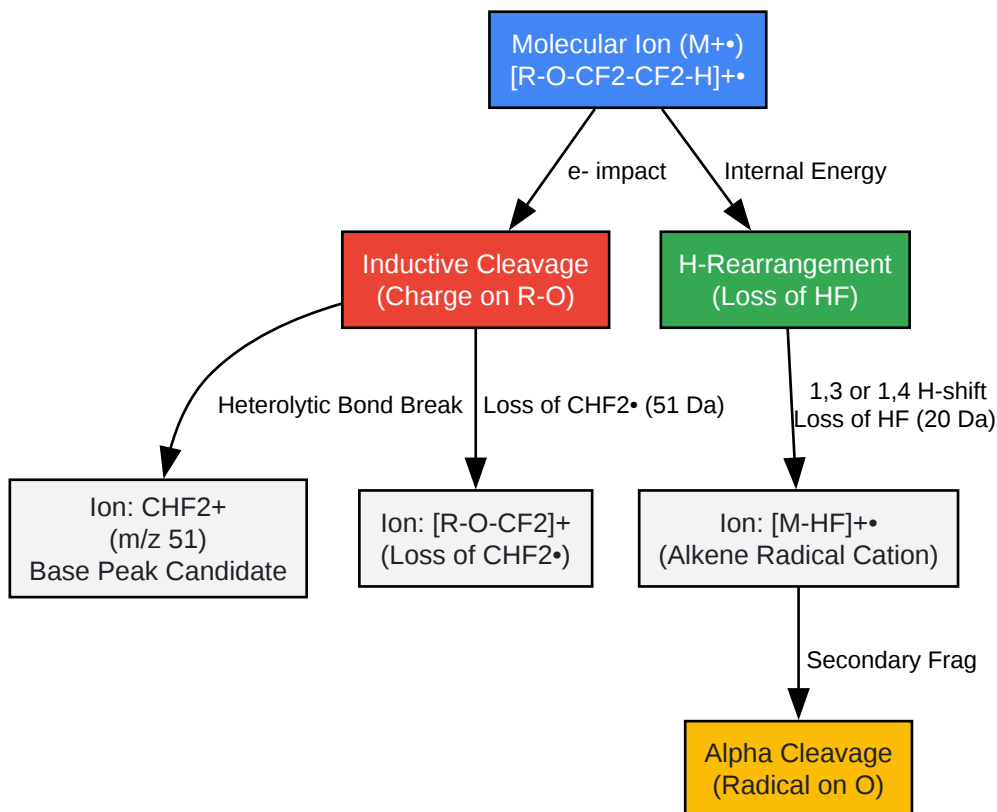 Molecular Ion (M+•)
[R-O-CF2-CF2-H]+•
e- impact
Internal Energy
Inductive Cleavage
(Charge on R-O)
H-Rearrangement
(Loss of HF)
Heterolytic Bond Break
Loss of CHF2• (51 Da)
1,3 or 1,4 H-shift
Loss of HF (20 Da)
Ion: CHF2+
(m/z 51)
Base Peak Candidate
Ion: [R-O-CF2]+
(Loss of CHF2•)
Ion: [M-HF]+•
(Alkene Radical Cation)
Secondary Frag
Alpha Cleavage
(Radical on O)